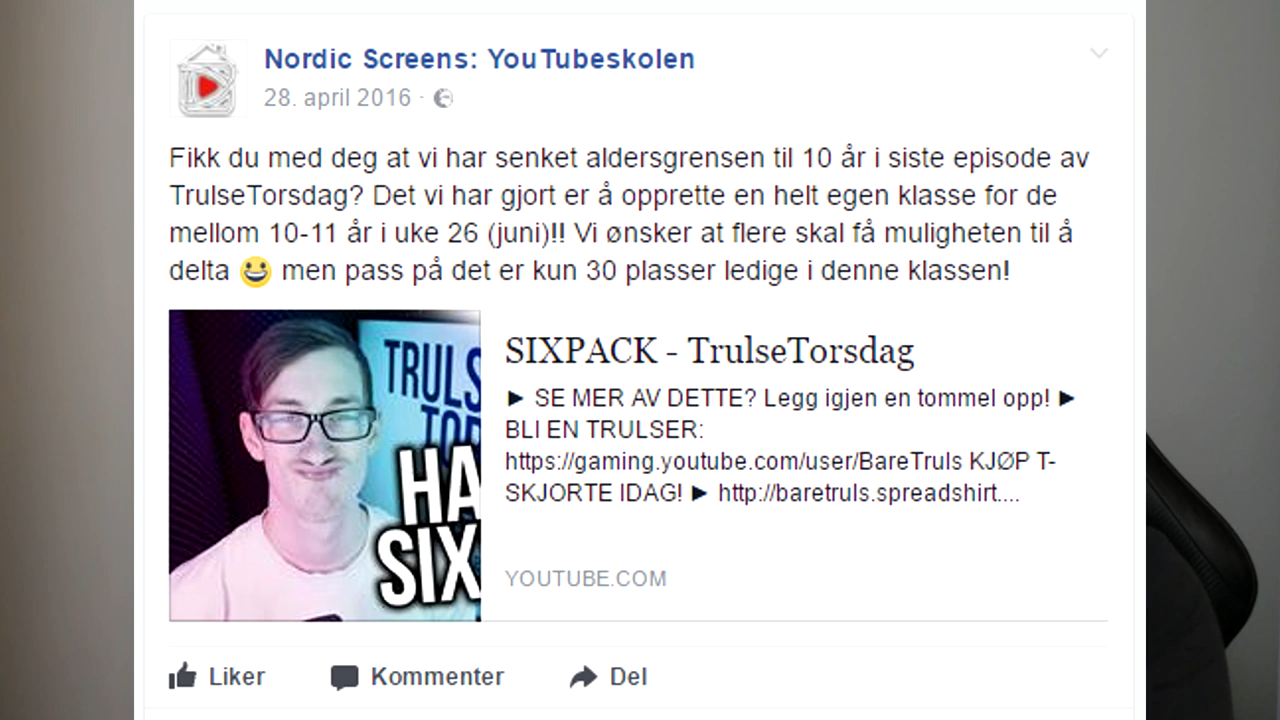 Nordic Screens: YouTubeskolen
28. april 2016 ·
Fikk du med deg at vi har senket aldersgrensen til 10 år i siste episode av
TrulseTorsdag? Det vi har gjort er å opprette en helt egen klasse for de
mellom 10-11 år i uke 26 (juni)!! Vi ønsker at flere skal få muligheten til å
delta 😀 men pass på det er kun 30 plasser ledige i denne klassen!
TRULS
TOR
HA
SIX
SIXPACK - TrulseTorsdag
► SE MER AV DETTE? Legg igjen en tommel opp! ►
BLI EN TRULSER:
https://gaming.youtube.com/user/BareTruls KJØP T-
SKJORTE IDAG! ► http://baretruls.spreadshirt....
YOUTUBE.COM
Liker Kommenter Del